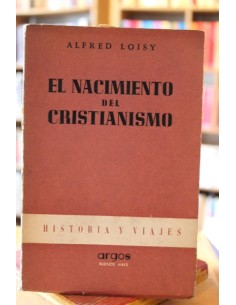 ALFRED LOISY
EL NACIMIENTO
DEL
CRISTIANISMO
HISTORIA Y VIAJES
argos
BUENOS AIRES